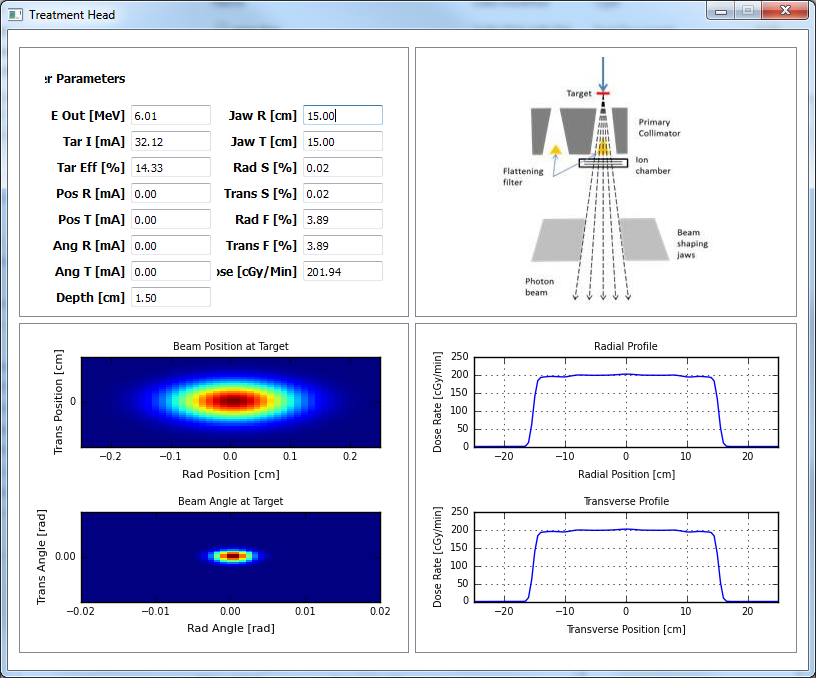 Treatment Head
er Parameters
E Out [MeV] 6.01 Jaw R [cm] 15.00
Tar I [mA] 32.12 Jaw T [cm] 15.00
Tar Eff [%] 14.33 Rad S [%] 0.02
Pos R [mA] 0.00 Trans S [%] 0.02
Pos T [mA] 0.00 Rad F [%] 3.89
Ang R [mA] 0.00 Trans F [%] 3.89
Ang T [mA] 0.00 ose [cGy/Min] 201.94
Depth [cm] 1.50
Target
Primary
Collimator
Ion
chamber
Flattening
filter
Beam
shaping
jaws
Photon
beam
Beam Position at Target
Trans Position [cm]
0
−0.2 −0.1 0.0 0.1 0.2
Rad Position [cm]
Beam Angle at Target
Trans Angle [rad]
0.00
−0.02 −0.01 0.00 0.01 0.02
Rad Angle [rad]
Radial Profile
Dose Rate [cGy/min]
250
200
150
100
50
0
−20 −10 0 10 20
Radial Position [cm]
Transverse Profile
Dose Rate [cGy/min]
250
200
150
100
50
0
−20 −10 0 10 20
Transverse Position [cm]